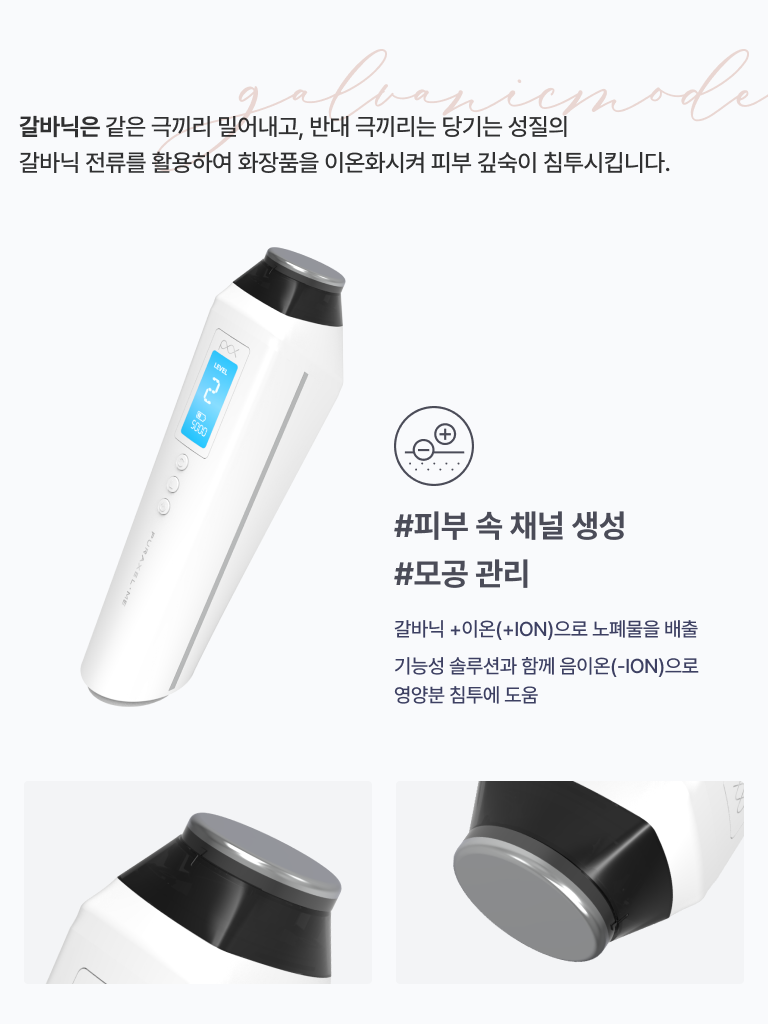 galvanicmode
갈바닉은 같은 극끼리 밀어내고, 반대 극끼리는 당기는 성질의
갈바닉 전류를 활용하여 화장품을 이온화시켜 피부 깊숙이 침투시킵니다.
LEVEL
2
5000
PURAXEL-ME
#피부 속 채널 생성
#모공 관리
갈바닉 +이온(+ION)으로 노폐물을 배출
기능성 솔루션과 함께 음이온(-ION)으로
영양분 침투에 도움